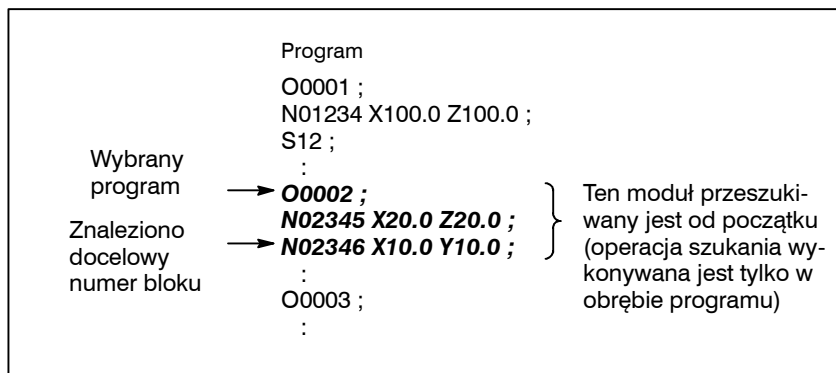 Program
O0001 ;
N01234 X100.0 Z100.0 ;
S12 ;
:
Wybrany
program
O0002 ;
N02345 X20.0 Z20.0 ;
N02346 X10.0 Y10.0 ;
Znaleziono
docelowy
numer bloku
:
O0003 ;
:
Ten moduł przeszuki-
wany jest od początku
(operacja szukania wy-
konywana jest tylko w
obrębie programu)